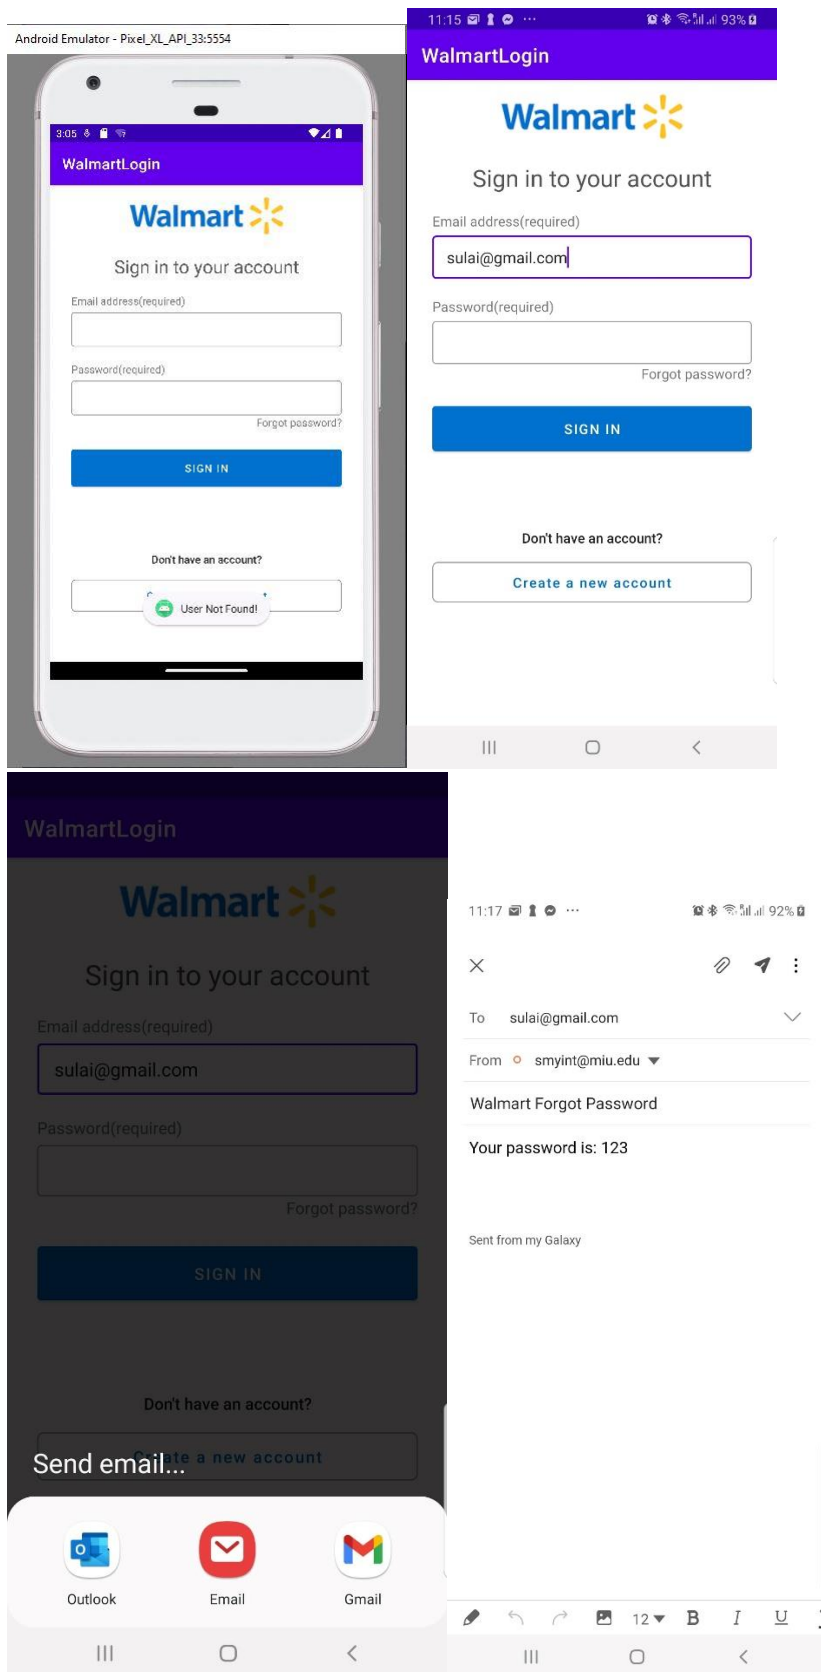 Android Emulator - Pixel_XL_API_33:5554
3:05
WalmartLogin
Walmart
Sign in to your account
Email address(required)
Password(required)
Forgot password?
SIGN IN
Don't have an account?
User Not Found!
11:15 93%
WalmartLogin
Walmart
Sign in to your account
Email address(required)
sulai@gmail.com
Password(required)
Forgot password?
SIGN IN
Don't have an account?
Create a new account
WalmartLogin
Walmart
Sign in to your account
Email address(required)
sulai@gmail.com
Password(required)
Forgot password?
SIGN IN
Don't have an account?
Create a new account
Send email...
Outlook Email Gmail
11:17 92%
To sulai@gmail.com
From smyint@miu.edu
Walmart Forgot Password
Your password is: 123
Sent from my Galaxy
12 B I U